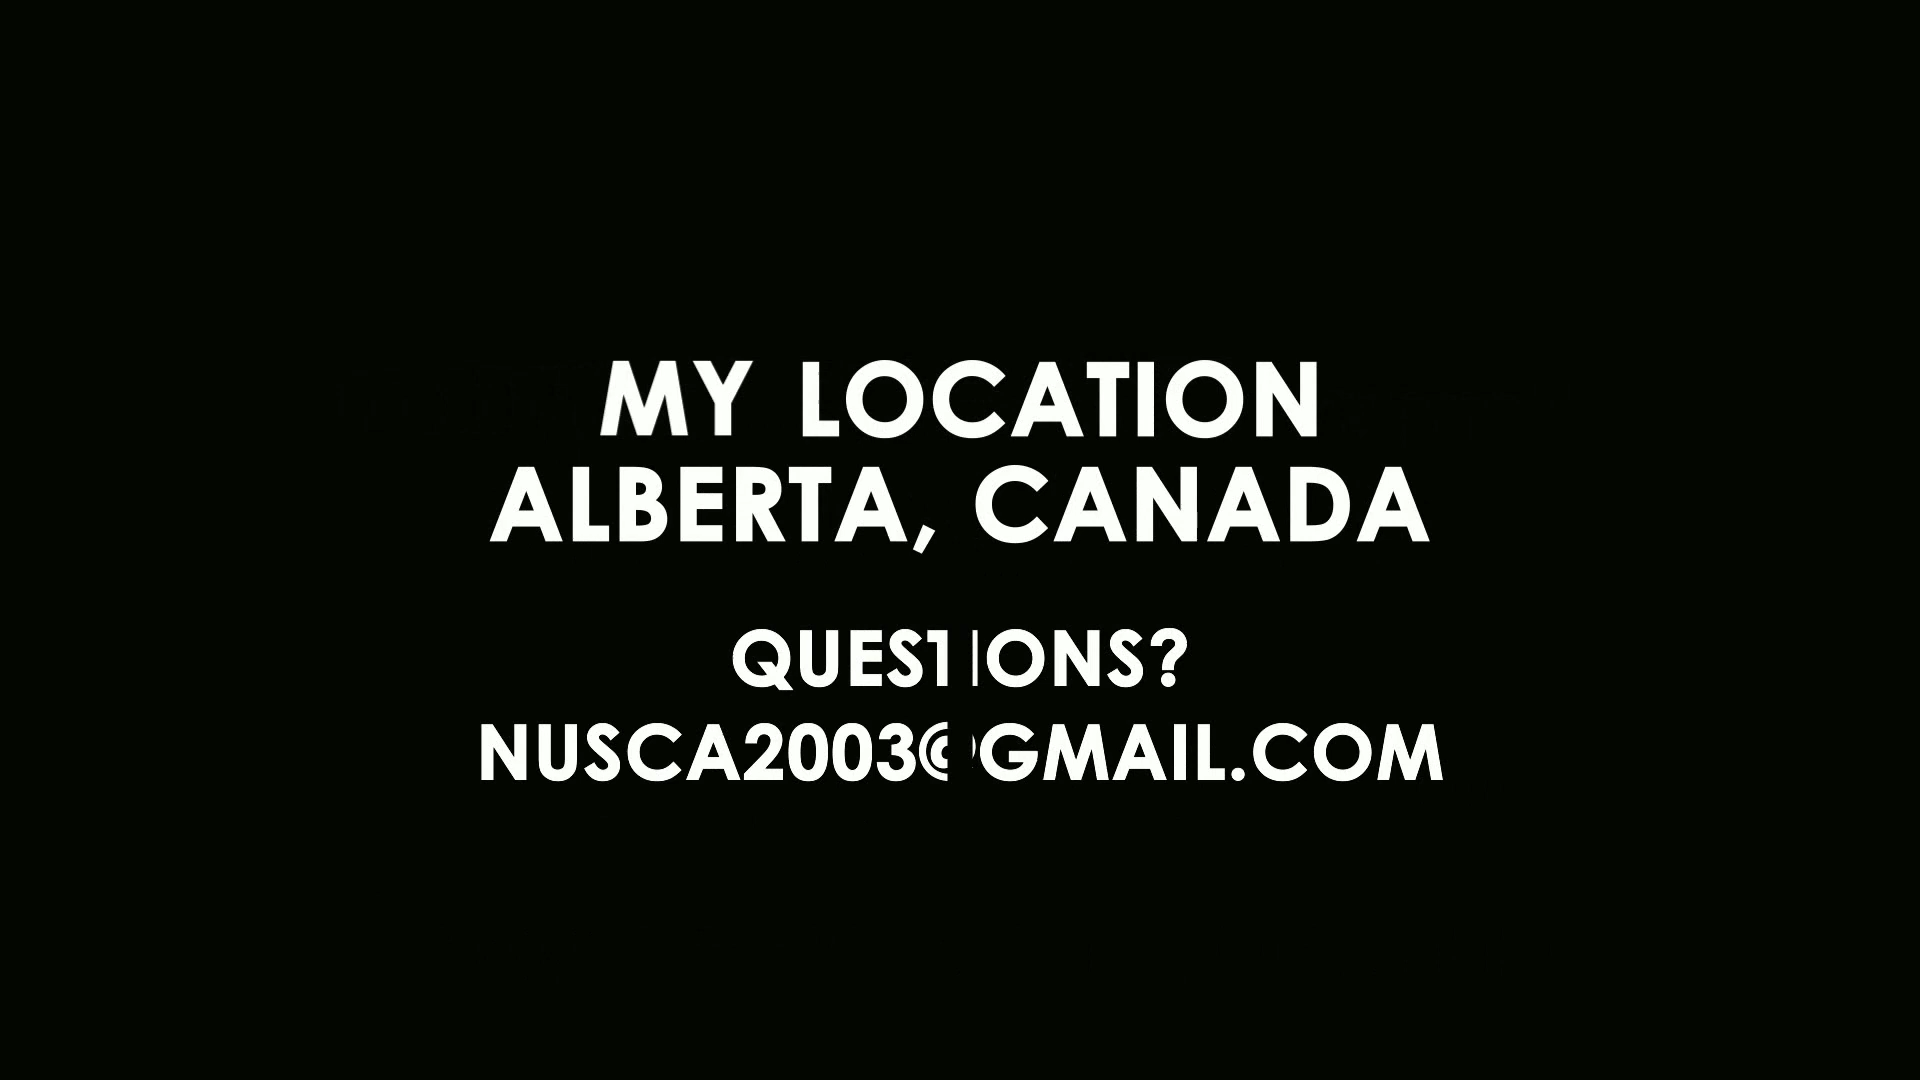 MY LOCATION
ALBERTA, CANADA
QUESTIONS?
NUSCA2003@GMAIL.COM